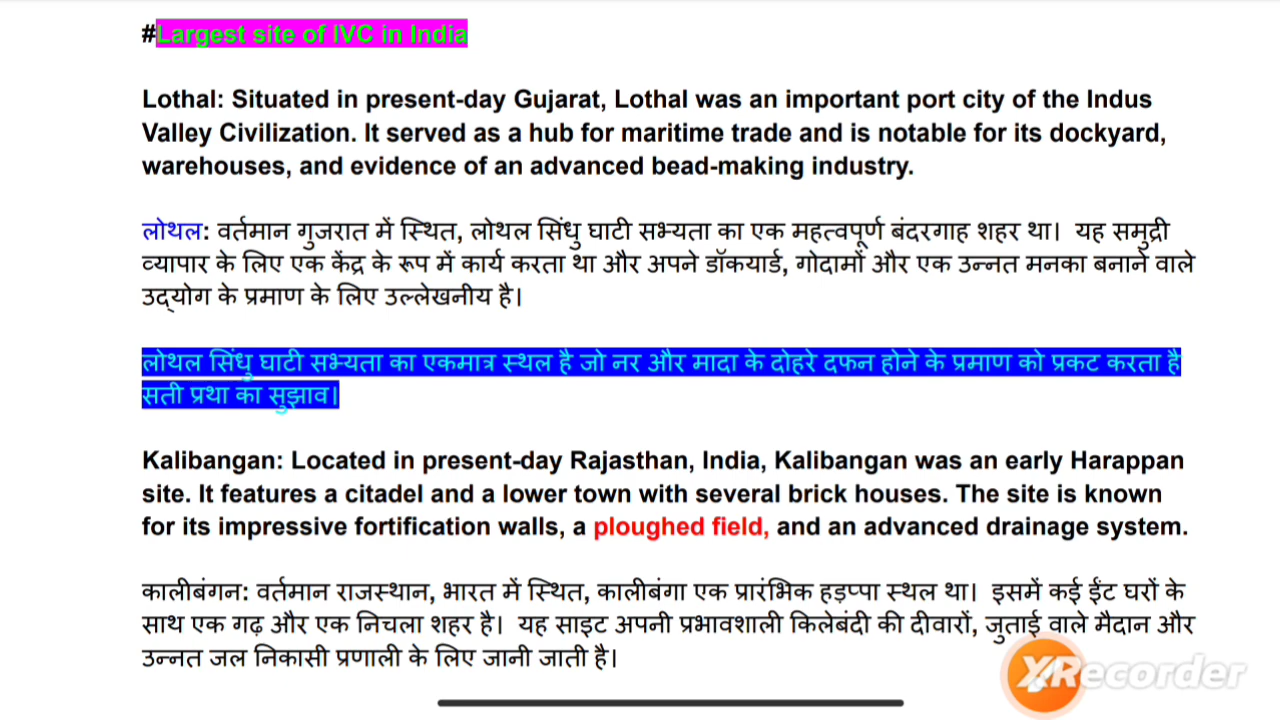 #Largest site of IVC in India
Lothal: Situated in present-day Gujarat, Lothal was an important port city of the Indus
Valley Civilization. It served as a hub for maritime trade and is notable for its dockyard,
warehouses, and evidence of an advanced bead-making industry.
लोथल: वर्तमान गुजरात में स्थित, लोथल सिंधु घाटी सभ्यता का एक महत्वपूर्ण बंदरगाह शहर था। यह समुद्री
व्यापार के लिए एक केंद्र के रूप में कार्य करता था और अपने डॉकयार्ड, गोदामों और एक उन्नत मनका बनाने वाले
उद्योग के प्रमाण के लिए उल्लेखनीय है।
लोथल सिंधु घाटी सभ्यता का एकमात्र स्थल है जो नर और मादा के दोहरे दफन होने के प्रमाण को प्रकट करता है
सती प्रथा का सुझाव।
Kalibangan: Located in present-day Rajasthan, India, Kalibangan was an early Harappan
site. It features a citadel and a lower town with several brick houses. The site is known
for its impressive fortification walls, a ploughed field, and an advanced drainage system.
कालीबंगन: वर्तमान राजस्थान, भारत में स्थित, कालीबंगा एक प्रारंभिक हड़प्पा स्थल था। इसमें कई ईंट घरों के
साथ एक गढ़ और एक निचला शहर है। यह साइट अपनी प्रभावशाली किलेबंदी की दीवारों, जुताई वाले मैदान और
उन्नत जल निकासी प्रणाली के लिए जानी जाती है।
XRecorder